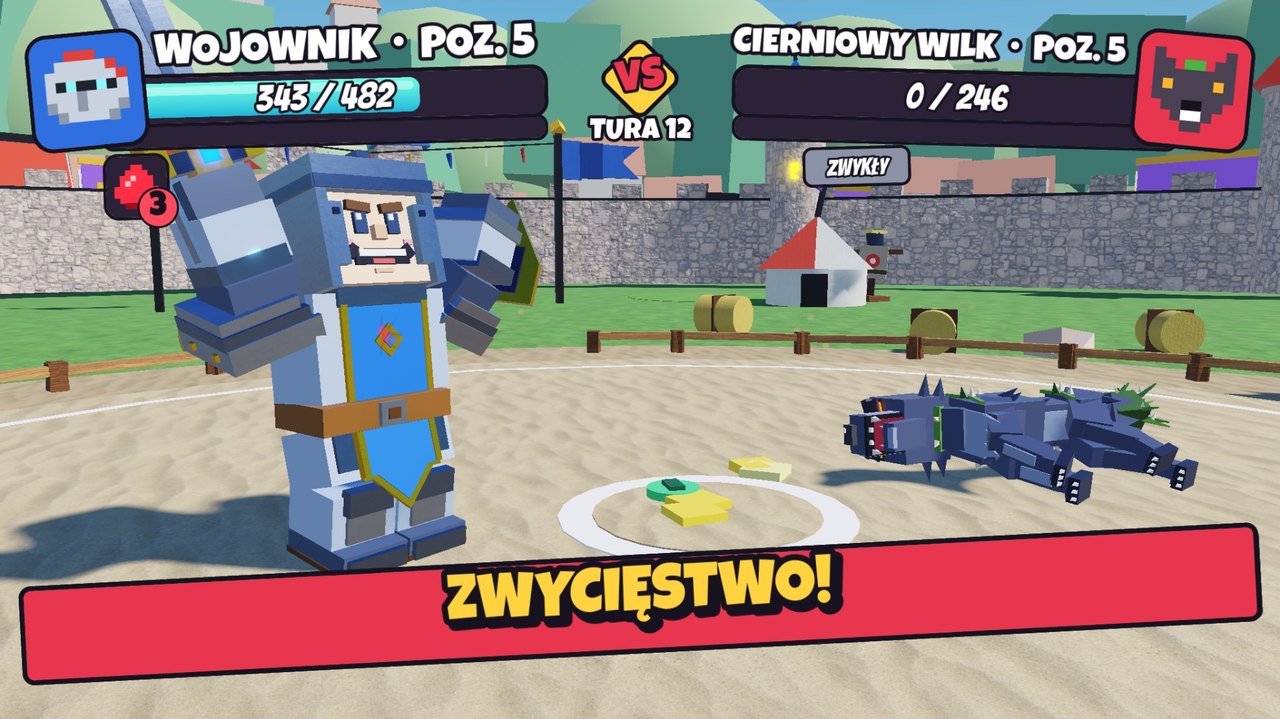 WOJOWNIK • POZ. 5
343 / 482
3
VS
TURA 12
CIERNIOWY WILK • POZ. 5
0 / 246
ZWYKŁY
ZWYCIĘSTWO!